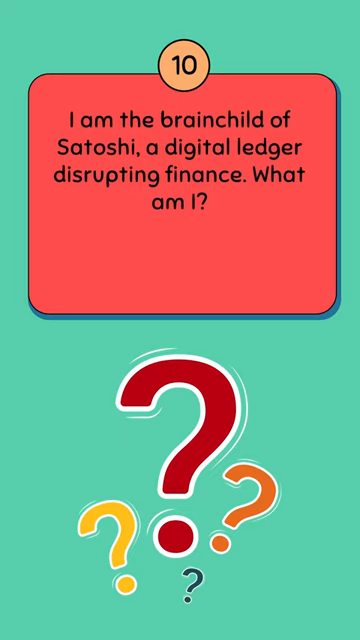 10
I am the brainchild of
Satoshi, a digital ledger
disrupting finance. What
am I?